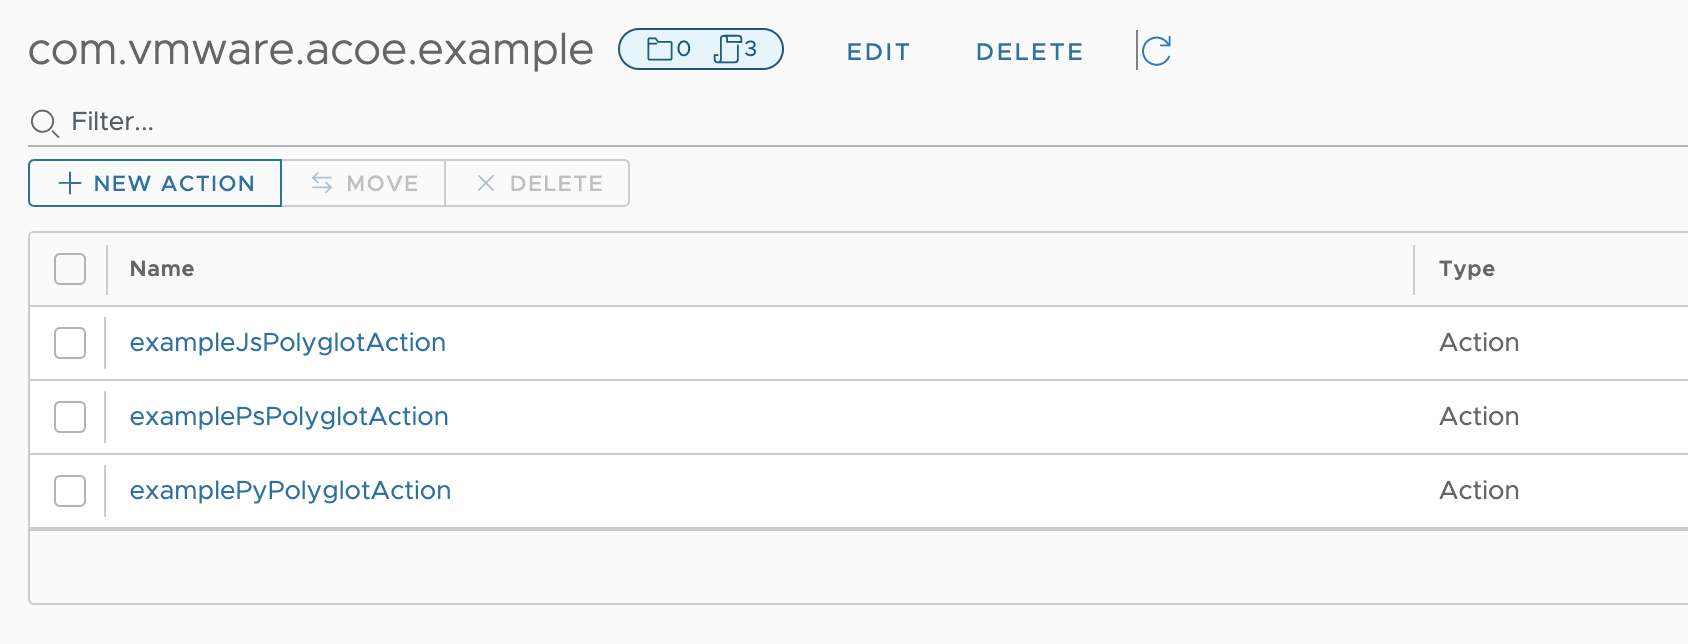 com.vmware.acoe.example 0 3 EDIT DELETE
Filter...
NEW ACTION MOVE DELETE
Name Type
exampleJsPolyglotAction Action
examplePsPolyglotAction Action
examplePyPolyglotAction Action